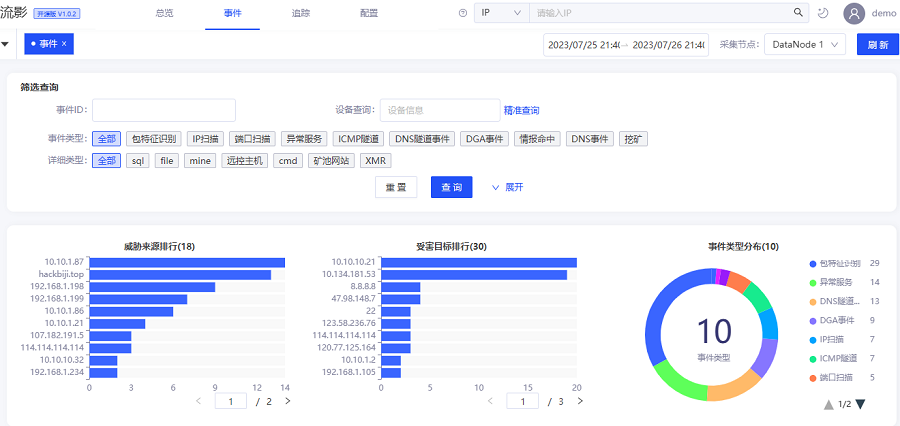 流影 开源版 V1.0.2 总览 事件 追踪 配置 IP 请输入IP demo
事件 × 2023/07/25 21:40 2023/07/26 21:40 采集节点: DataNode 1 刷 新
筛选查询
事件ID: 设备查询: 设备信息 精准查询
事件类型: 全部 包特征识别 IP扫描 端口扫描 异常服务 ICMP隧道 DNS隧道事件 DGA事件 情报命中 DNS事件 挖矿
详细类型: 全部 sql file mine 远控主机 cmd 矿池网站 XMR
重 置 查 询 展开
威胁来源排行(18)
10.10.1.87
hackbiji.top
192.168.1.198
192.168.1.199
10.10.1.86
10.10.1.21
107.182.191.5
114.114.114.114
10.10.10.32
192.168.1.234
0 3 6 9 12 14
1 / 2
受害目标排行(30)
10.10.10.21
10.134.181.53
8.8.8.8
47.98.148.7
22
123.58.236.76
114.114.114.114
120.77.125.164
10.10.1.2
192.168.1.105
0 5 10 15 20
1 / 3
事件类型分布(10)
10
事件类型
包特征识别 29
异常服务 14
DNS隧道... 13
DGA事件 9
IP扫描 7
ICMP隧道 7
端口扫描 5
1/2